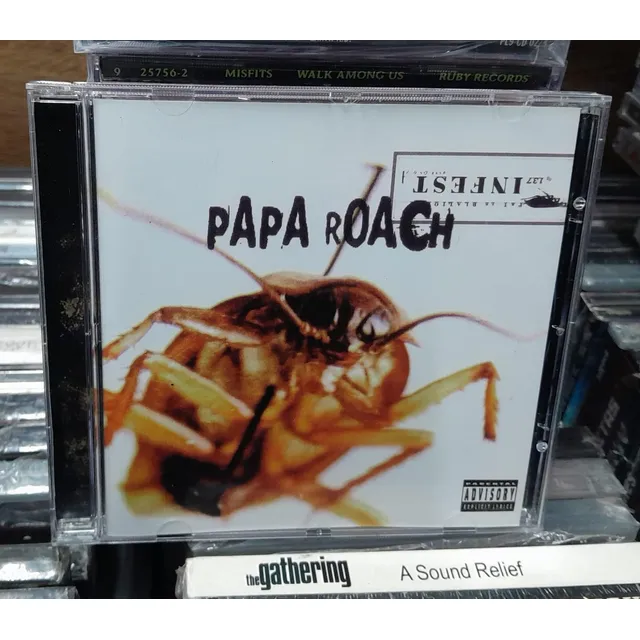 9 25756-2 MISFITS WALK AMONG US RUBY RECORDS
INFEST
PAPA ROACH
PARENTAL
ADVISORY
EXPLICIT LYRICS
the gathering A Sound Relief